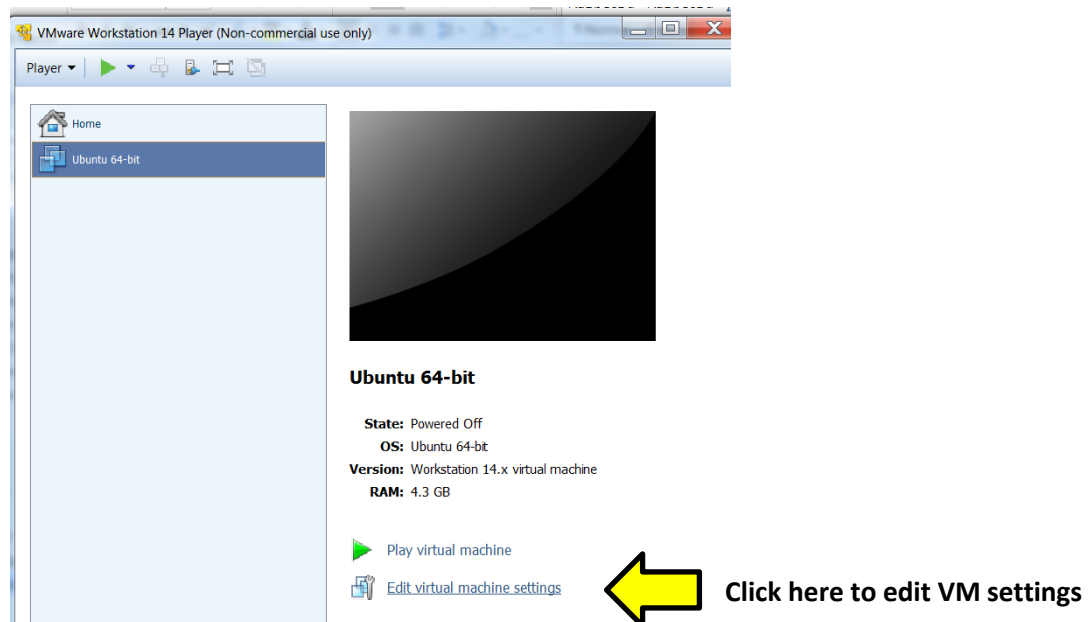 VMware Workstation 14 Player (Non-commercial use only)
Player
Home
Ubuntu 64-bit
Ubuntu 64-bit
State: Powered Off
OS: Ubuntu 64-bit
Version: Workstation 14.x virtual machine
RAM: 4.3 GB
Play virtual machine
Edit virtual machine settings
Click here to edit VM settings